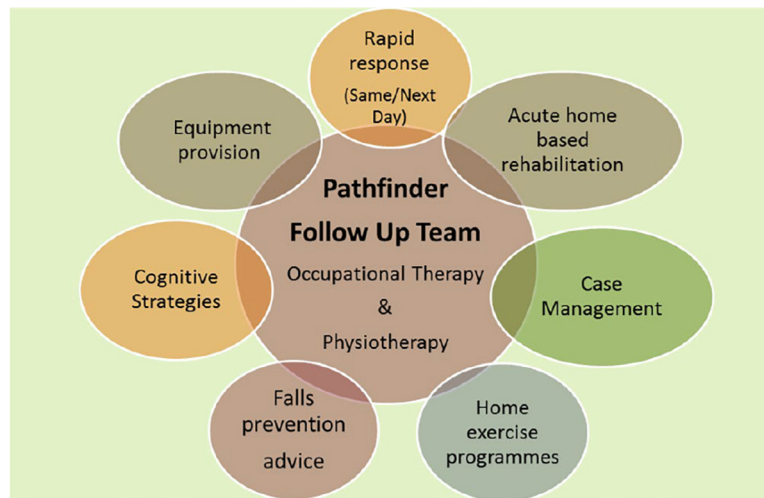 Rapid
response
(Same/Next
Day)
Equipment
provision
Acute home
based
rehabilitation
Pathfinder
Follow Up Team
Occupational Therapy
&
Physiotherapy
Cognitive
Strategies
Case
Management
Falls
prevention
advice
Home
exercise
programmes